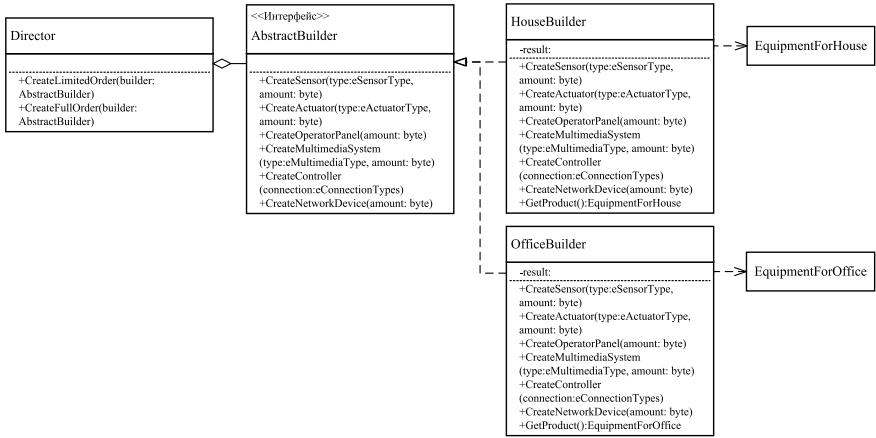 Director
+CreateLimitedOrder(builder:
AbstractBuilder)
+CreateFullOrder(builder:
AbstractBuilder)
<<Интерфейс>>
AbstractBuilder
+CreateSensor(type:eSensorType,
amount: byte)
+CreateActuator(type:eActuatorType,
amount: byte)
+CreateOperatorPanel(amount: byte)
+CreateMultimediaSystem
(type:eMultimediaType, amount: byte)
+CreateController
(connection:eConnectionTypes)
+CreateNetworkDevice(amount: byte)
HouseBuilder
-result:
+CreateSensor(type:eSensorType,
amount: byte)
+CreateActuator(type:eActuatorType,
amount: byte)
+CreateOperatorPanel(amount: byte)
+CreateMultimediaSystem
(type:eMultimediaType, amount: byte)
+CreateController
(connection:eConnectionTypes)
+CreateNetworkDevice(amount: byte)
+GetProduct():EquipmentForHouse
EquipmentForHouse
OfficeBuilder
-result:
+CreateSensor(type:eSensorType,
amount: byte)
+CreateActuator(type:eActuatorType,
amount: byte)
+CreateOperatorPanel(amount: byte)
+CreateMultimediaSystem
(type:eMultimediaType, amount: byte)
+CreateController
(connection:eConnectionTypes)
+CreateNetworkDevice(amount: byte)
+GetProduct():EquipmentForOffice
EquipmentForOffice